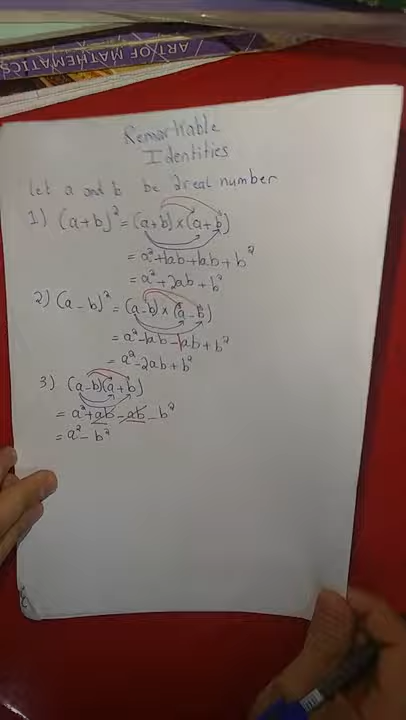 ART OF MATHEMATICS
Remarkable
Identities
let a and b be 2 real number
1) (a+b)² = (a+b)×(a+b)
= a²+ab+ab+b²
= a²+2ab+b²
2) (a-b)² = (a-b)×(a-b)
= a²-ab-ab+b²
= a²-2ab+b²
3) (a-b)(a+b)
= a²+ab-ab-b²
= a²-b²